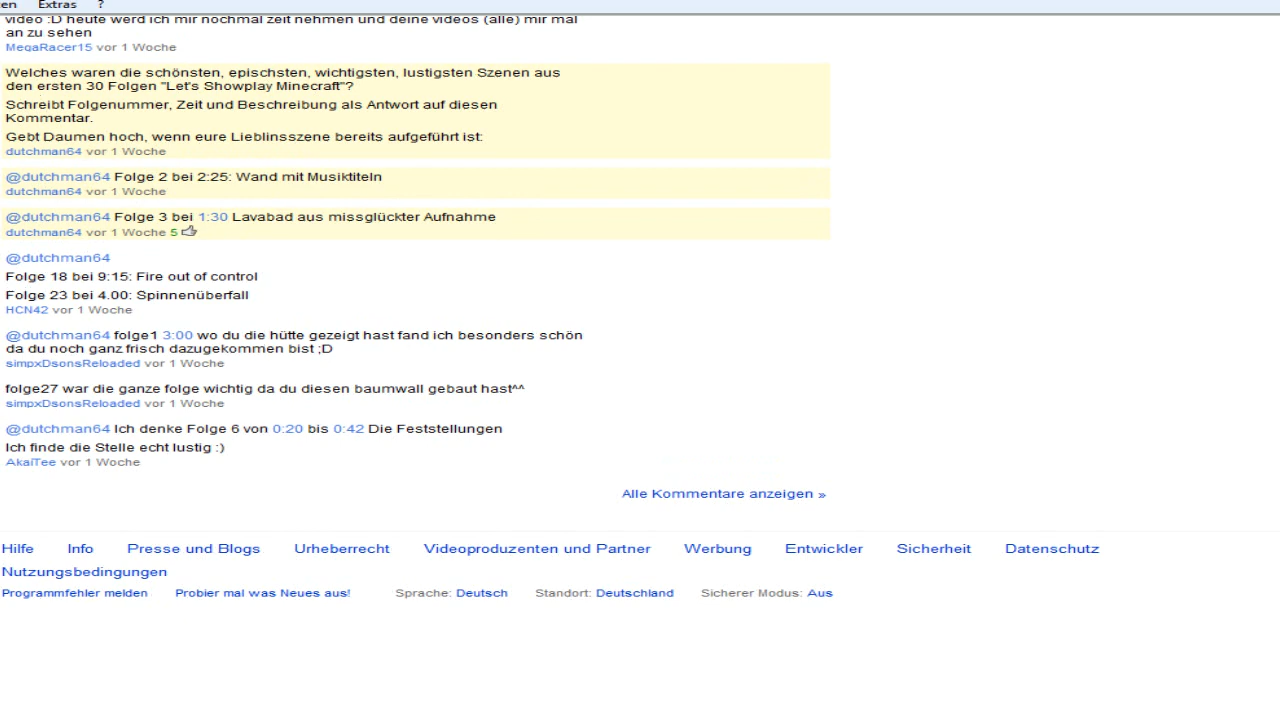 en Extras ?
video :D heute werd ich mir nochmal zeit nehmen und deine videos (alle) mir mal
an zu sehen
MegaRacer15 vor 1 Woche
Welches waren die schönsten, epischsten, wichtigsten, lustigsten Szenen aus
den ersten 30 Folgen "Let's Showplay Minecraft"?
Schreibt Folgenummer, Zeit und Beschreibung als Antwort auf diesen
Kommentar.
Gebt Daumen hoch, wenn eure Lieblinsszene bereits aufgeführt ist:
dutchman64 vor 1 Woche
@dutchman64 Folge 2 bei 2:25: Wand mit Musiktiteln
dutchman64 vor 1 Woche
@dutchman64 Folge 3 bei 1:30 Lavabad aus missglückter Aufnahme
dutchman64 vor 1 Woche 5
@dutchman64
Folge 18 bei 9:15: Fire out of control
Folge 23 bei 4.00: Spinnenüberfall
HCN42 vor 1 Woche
@dutchman64 folge1 3:00 wo du die hütte gezeigt hast fand ich besonders schön
da du noch ganz frisch dazugekommen bist ;D
simpxDsonsReloaded vor 1 Woche
folge27 war die ganze folge wichtig da du diesen baumwall gebaut hast^^
simpxDsonsReloaded vor 1 Woche
@dutchman64 Ich denke Folge 6 von 0:20 bis 0:42 Die Feststellungen
Ich finde die Stelle echt lustig :)
AkaiTee vor 1 Woche
Alle Kommentare anzeigen »
Hilfe Info Presse und Blogs Urheberrecht Videoproduzenten und Partner Werbung Entwickler Sicherheit Datenschutz
Nutzungsbedingungen
Programmfehler melden Probier mal was Neues aus! Sprache: Deutsch Standort: Deutschland Sicherer Modus: Aus